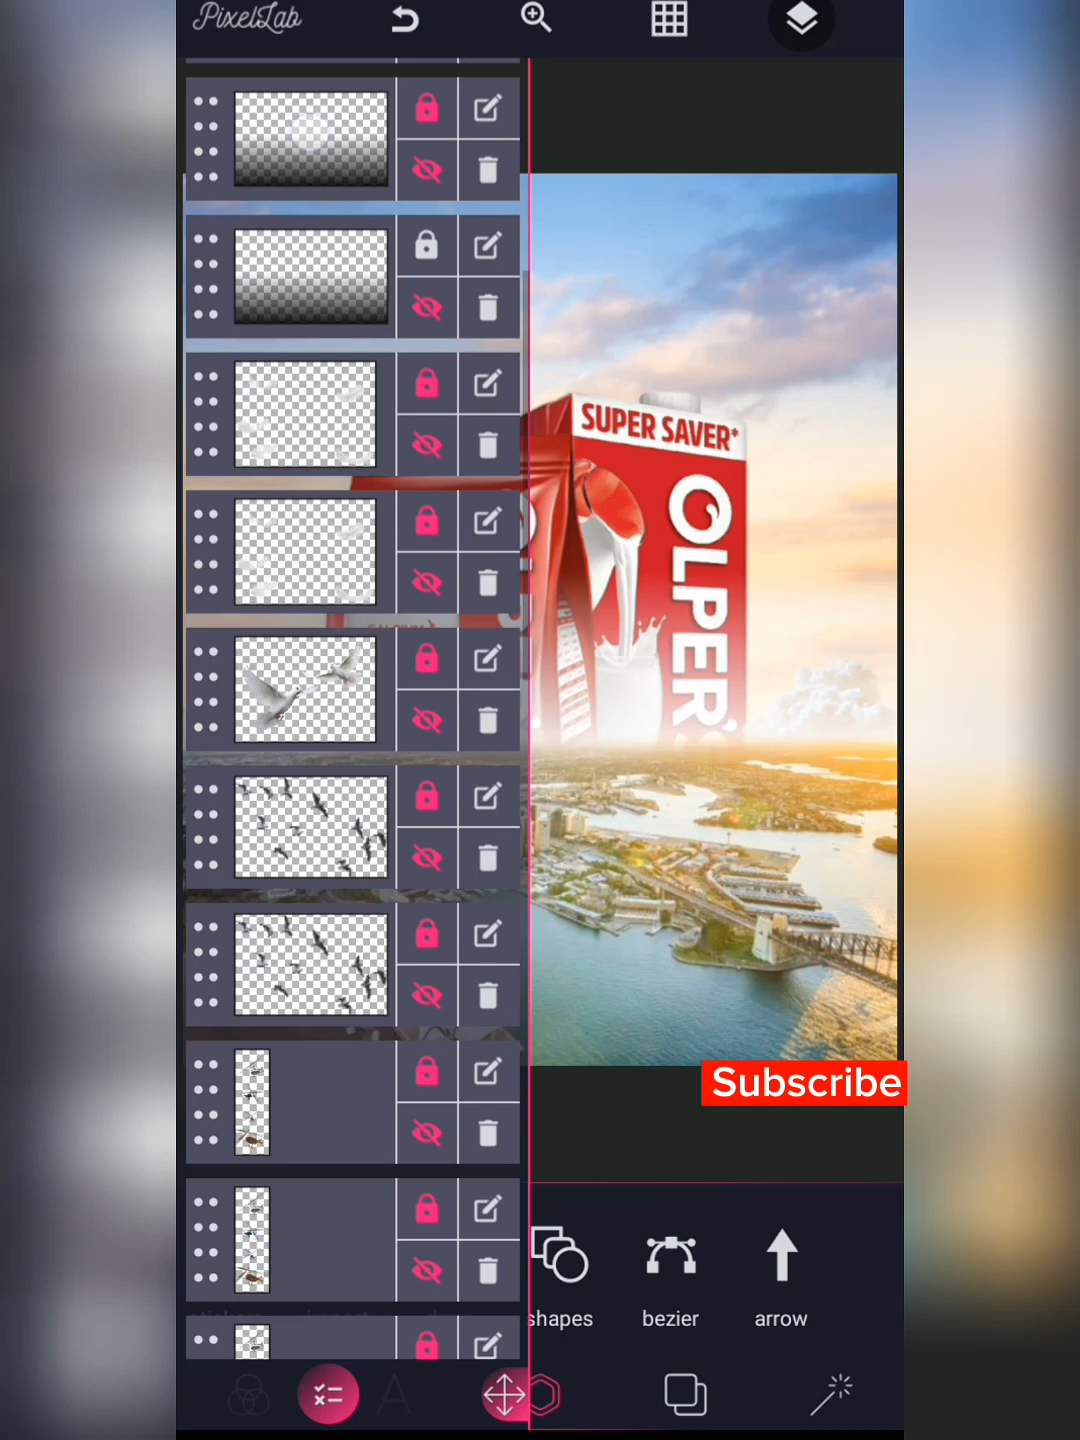 PixelLab
SUPER SAVER*
OLPER'S
Subscribe
shapes
bezier
arrow